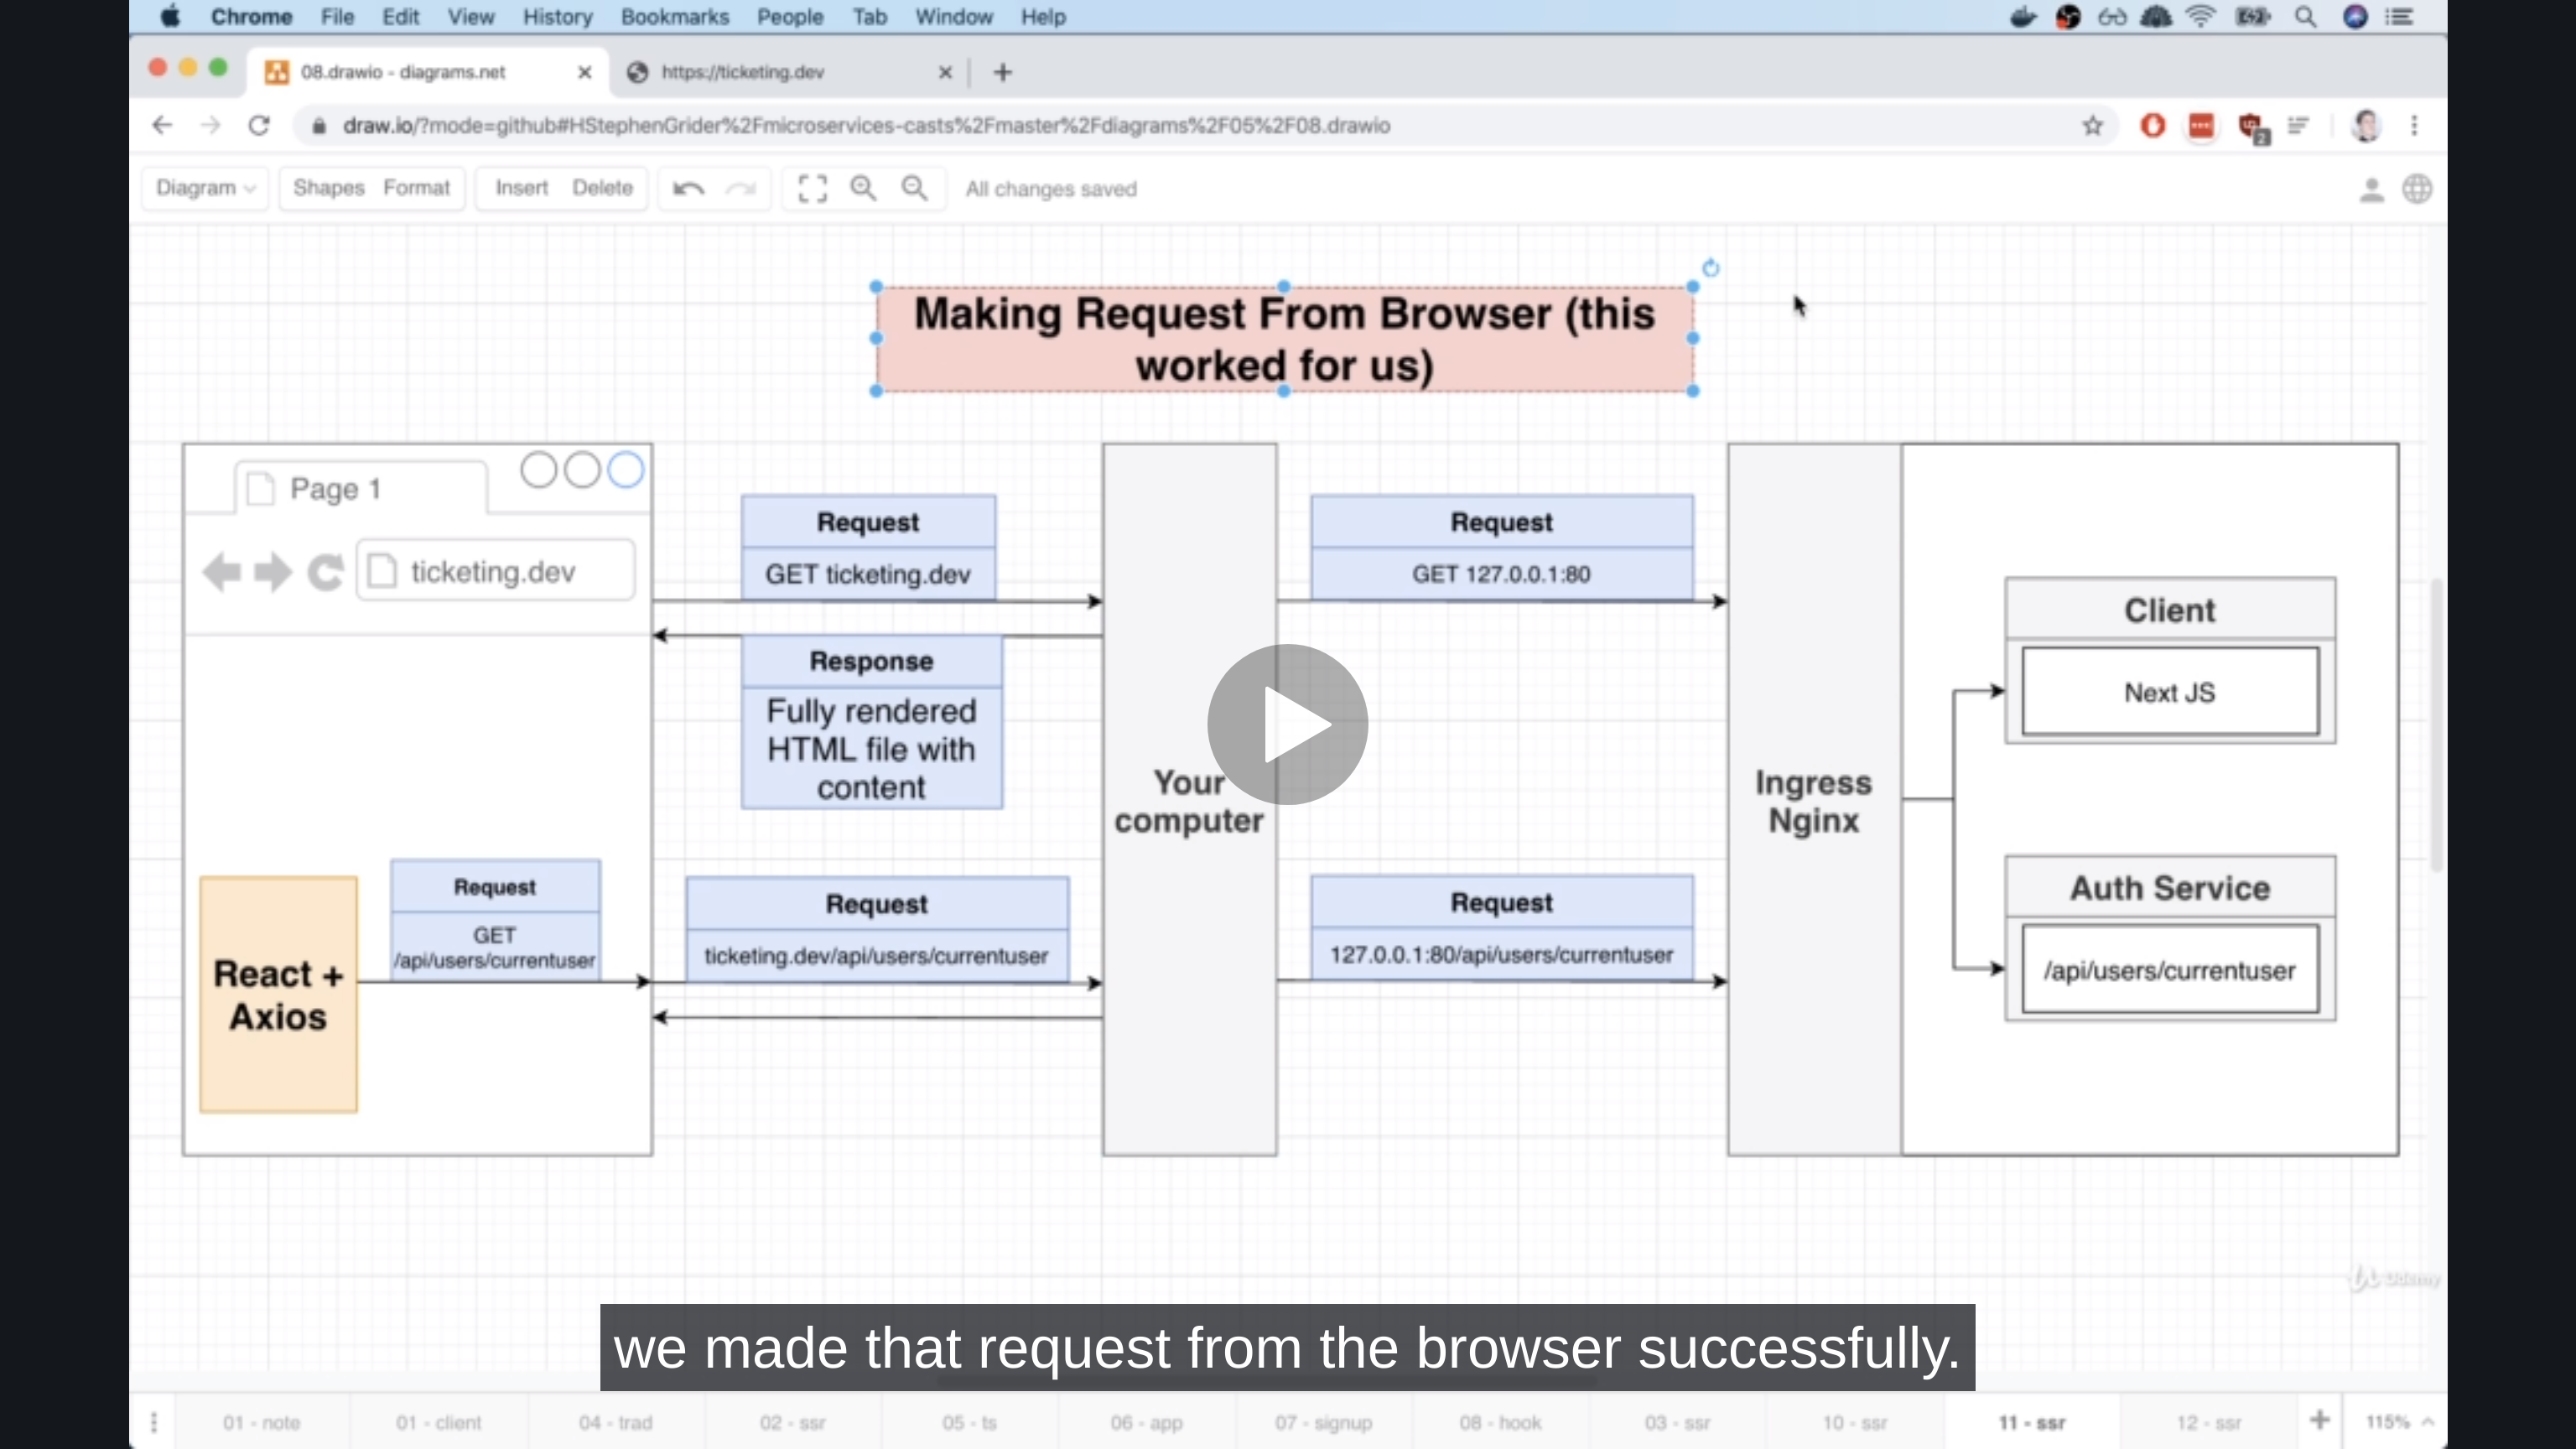 Chrome File Edit View History Bookmarks People Tab Window Help
08.drawio - diagrams.net
https://ticketing.dev
draw.io/?mode=github#HStephenGrider%2Fmicroservices-casts%2Fmaster%2Fdiagrams%2F05%2F08.drawio
2
Diagram Shapes Format Insert Delete All changes saved
Making Request From Browser (this
worked for us)
Page 1
ticketing.dev
Request
GET ticketing.dev
Response
Fully rendered
HTML file with
content
Request
GET 127.0.0.1:80
Your
computer
Ingress
Nginx
Client
Next JS
Auth Service
/api/users/currentuser
React +
Axios
Request
GET
/api/users/currentuser
Request
ticketing.dev/api/users/currentuser
Request
127.0.0.1:80/api/users/currentuser
Udemy
we made that request from the browser successfully.
01 - note 01 - client 04 - trad 02 - ssr 05 - ts 06 - app 07 - signup 08 - hook 03 - ssr 10 - ssr 11 - ssr 12 - ssr + 115%